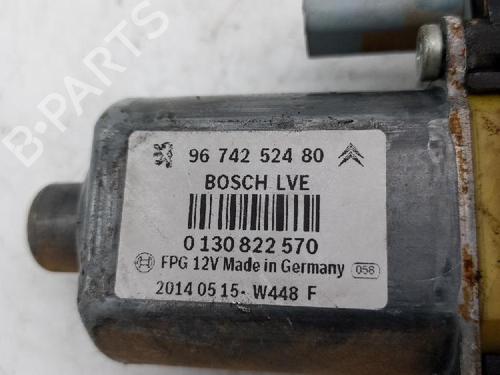 B-PARTS
96 742 524 80
BOSCH LVE
0 130 822 570
FPG 12V Made in Germany 058
2014 05 15- W448 F